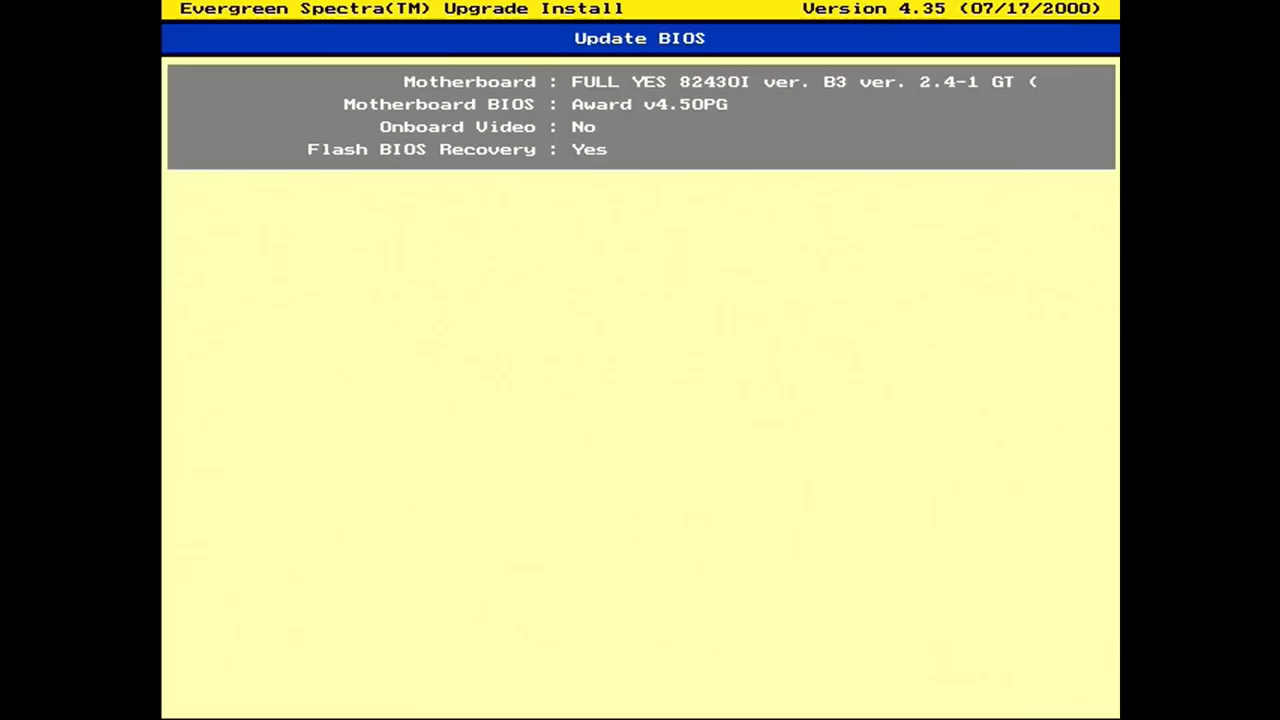 Evergreen Spectra(TM) Upgrade Install Version 4.35 (07/17/2000)
Update BIOS
Motherboard : FULL YES 82430I ver. B3 ver. 2.4-1 GT (
Motherboard BIOS : Award v4.50PG
Onboard Video : No
Flash BIOS Recovery : Yes